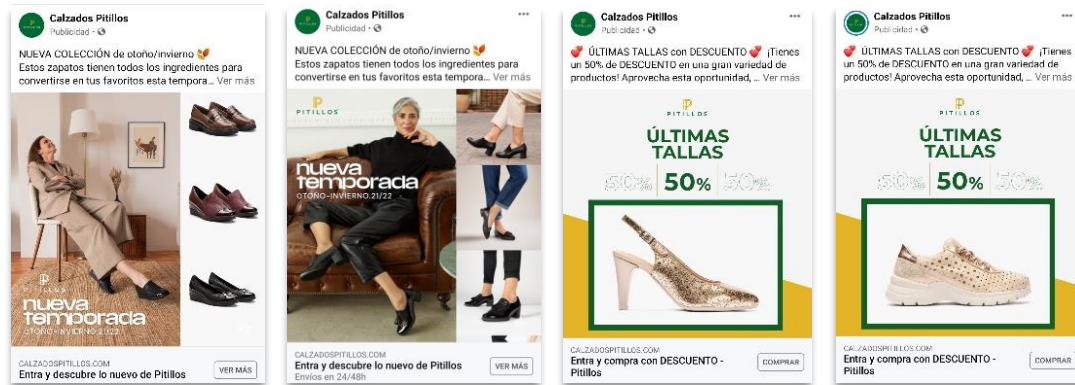 Calzados Pitillos
Publicidad ·
NUEVA COLECCIÓN de otoño/invierno
Estos zapatos tienen todos los ingredientes para
convertirse en tus favoritos esta tempora... Ver más
PITILLOS
nueva
temporada
OTOÑO-INVIERNO 21/22
CALZADOSPITILLOS.COM
Entra y descubre lo nuevo de Pitillos
VER MÁS
Calzados Pitillos
Publicidad ·
NUEVA COLECCIÓN de otoño/invierno
Estos zapatos tienen todos los ingredientes para
convertirse en tus favoritos esta tempora... Ver más
PITILLOS
nueva
temporada
OTOÑO-INVIERNO.21/22
CALZADOSPITILLOS.COM
Entra y descubre lo nuevo de Pitillos
Envíos en 24/48h
VER MÁS
Calzados Pitillos
Publicidad ·
ÚLTIMAS TALLAS con DESCUENTO ¡Tienes
un 50% de DESCUENTO en una gran variedad de
productos! Aprovecha esta oportunidad, ... Ver más
PITILLOS
ÚLTIMAS
TALLAS
50% 50% 50%
CALZADOSPITILLOS.COM
Entra y compra con DESCUENTO -
Pitillos
COMPRAR
Calzados Pitillos
Publicidad ·
ÚLTIMAS TALLAS con DESCUENTO ¡Tienes
un 50% de DESCUENTO en una gran variedad de
productos! Aprovecha esta oportunidad, ... Ver más
PITILLOS
ÚLTIMAS
TALLAS
50% 50% 50%
CALZADOSPITILLOS.COM
Entra y compra con DESCUENTO -
Pitillos
COMPRAR